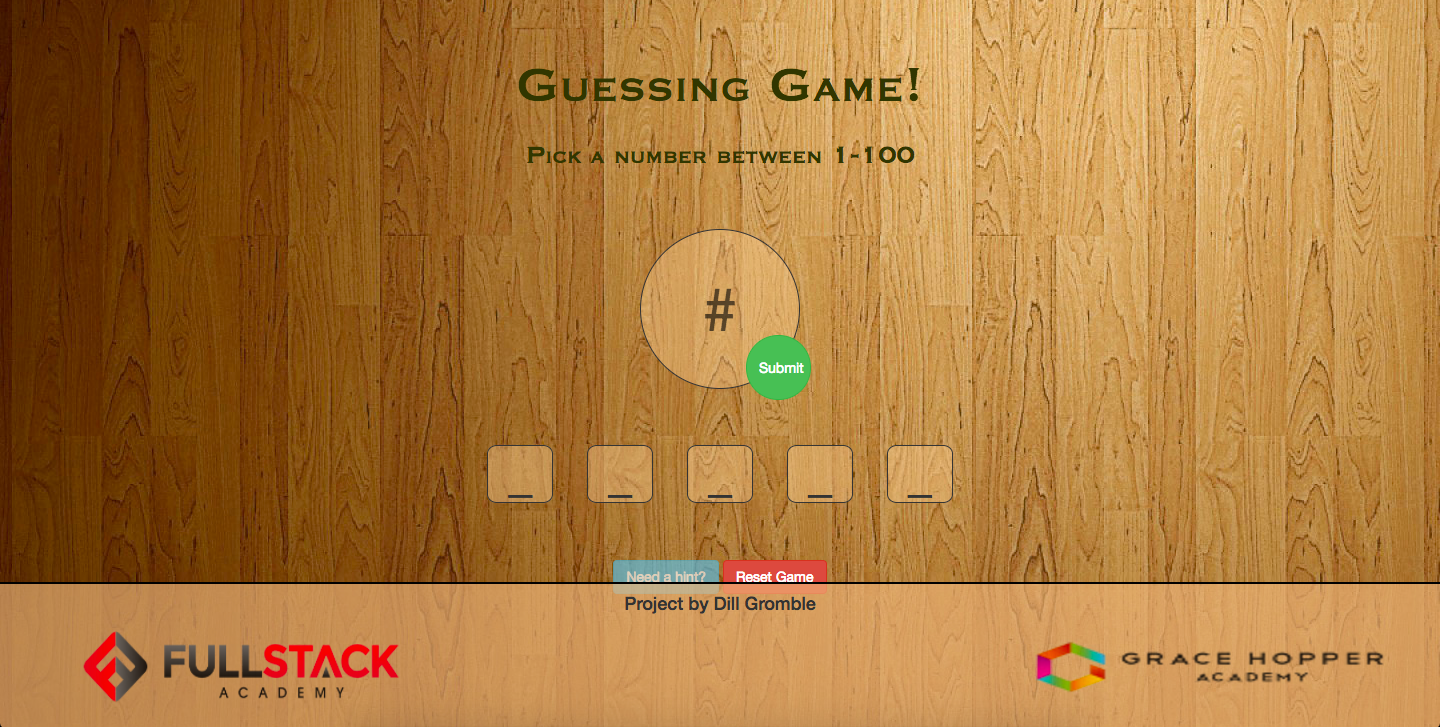 Guessing Game!
Pick a number between 1-100
#
Submit
_ _ _ _ _
Need a hint? Reset Game
Project by Dill Gromble
FULLSTACK
ACADEMY
GRACE HOPPER
ACADEMY